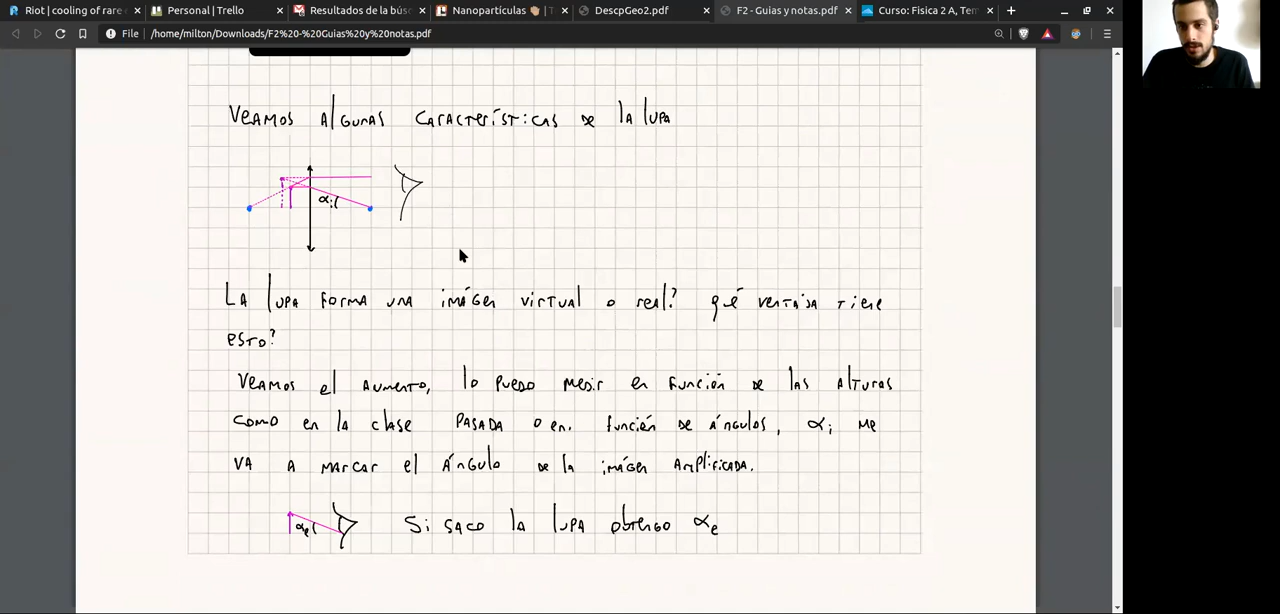 Riot | cooling of rare e
Personal | Trello
Resultados de la bús
Nanopartículas 👋🏼 | T
DescpGeo2.pdf
F2 - Guias y notas.pdf
Curso: Fisica 2 A, Tem
File
/home/milton/Downloads/F2%20-%20Guias%20y%20notas.pdf
VEAMOS ALGUNAS CARACTERÍSTICAS DE LA LUPA
αi
LA LUPA FORMA UNA IMÁGEN VIRTUAL O REAL? QUÉ VENTAJA TIENE
ESTO?
VEAMOS EL AUMENTO, LO PUEDO MEDIR EN FUNCIÓN DE LAS ALTURAS
COMO EN LA CLASE PASADA O EN. FUNCIÓN DE ÁNGULOS, αi ME
VA A MARCAR EL ÁNGULO DE LA IMÁGEN AMPLIFICADA.
αe
SI SACO LA LUPA OBTENGO αe